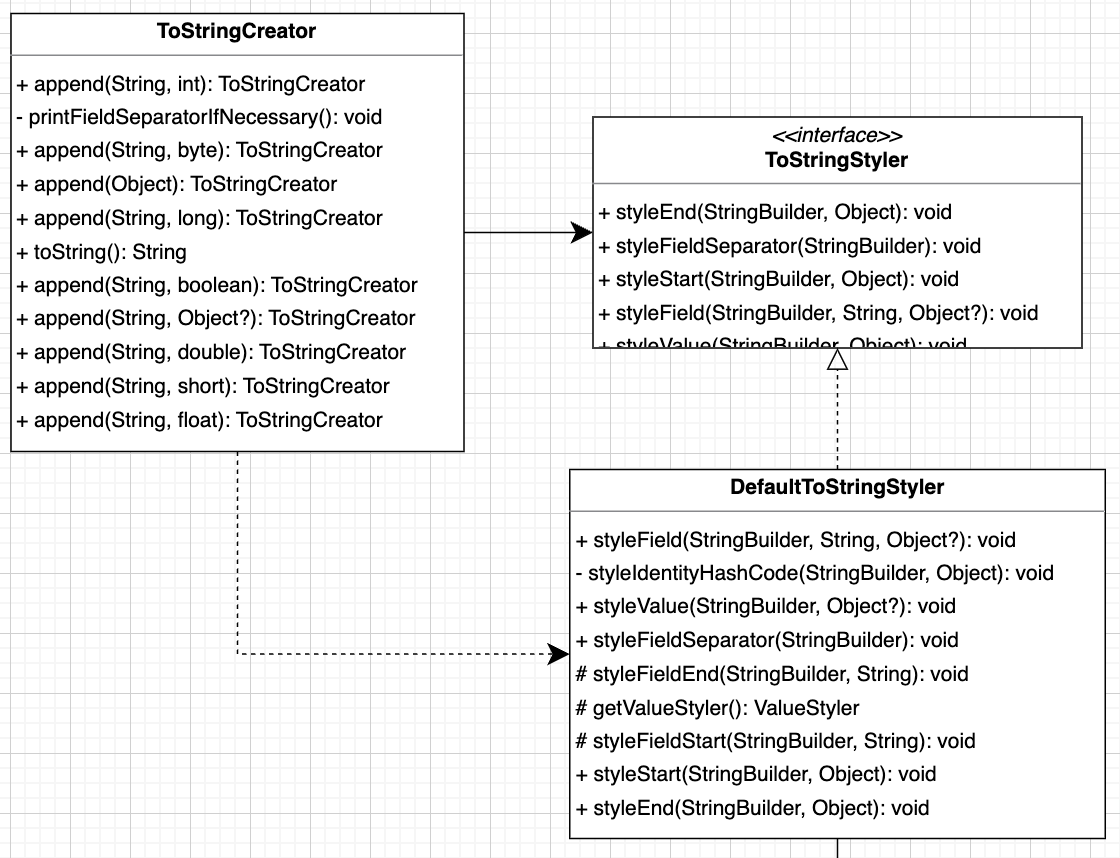 ToStringCreator
+ append(String, int): ToStringCreator
- printFieldSeparatorIfNecessary(): void
+ append(String, byte): ToStringCreator
+ append(Object): ToStringCreator
+ append(String, long): ToStringCreator
+ toString(): String
+ append(String, boolean): ToStringCreator
+ append(String, Object?): ToStringCreator
+ append(String, double): ToStringCreator
+ append(String, short): ToStringCreator
+ append(String, float): ToStringCreator
<<interface>>
ToStringStyler
+ styleEnd(StringBuilder, Object): void
+ styleFieldSeparator(StringBuilder): void
+ styleStart(StringBuilder, Object): void
+ styleField(StringBuilder, String, Object?): void
+ styleValue(StringBuilder, Object): void
DefaultToStringStyler
+ styleField(StringBuilder, String, Object?): void
- styleIdentityHashCode(StringBuilder, Object): void
+ styleValue(StringBuilder, Object?): void
+ styleFieldSeparator(StringBuilder): void
# styleFieldEnd(StringBuilder, String): void
# getValueStyler(): ValueStyler
# styleFieldStart(StringBuilder, String): void
+ styleStart(StringBuilder, Object): void
+ styleEnd(StringBuilder, Object): void